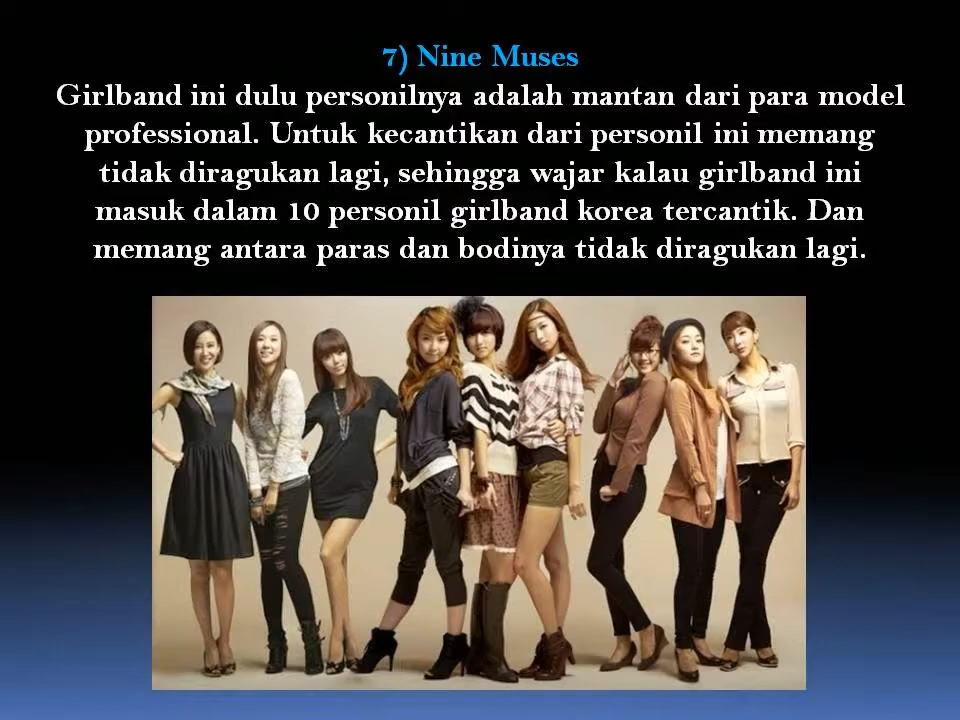 7) Nine Muses
Girlband ini dulu personilnya adalah mantan dari para model
professional. Untuk kecantikan dari personil ini memang
tidak diragukan lagi, sehingga wajar kalau girlband ini
masuk dalam 10 personil girlband korea tercantik. Dan
memang antara paras dan bodinya tidak diragukan lagi.